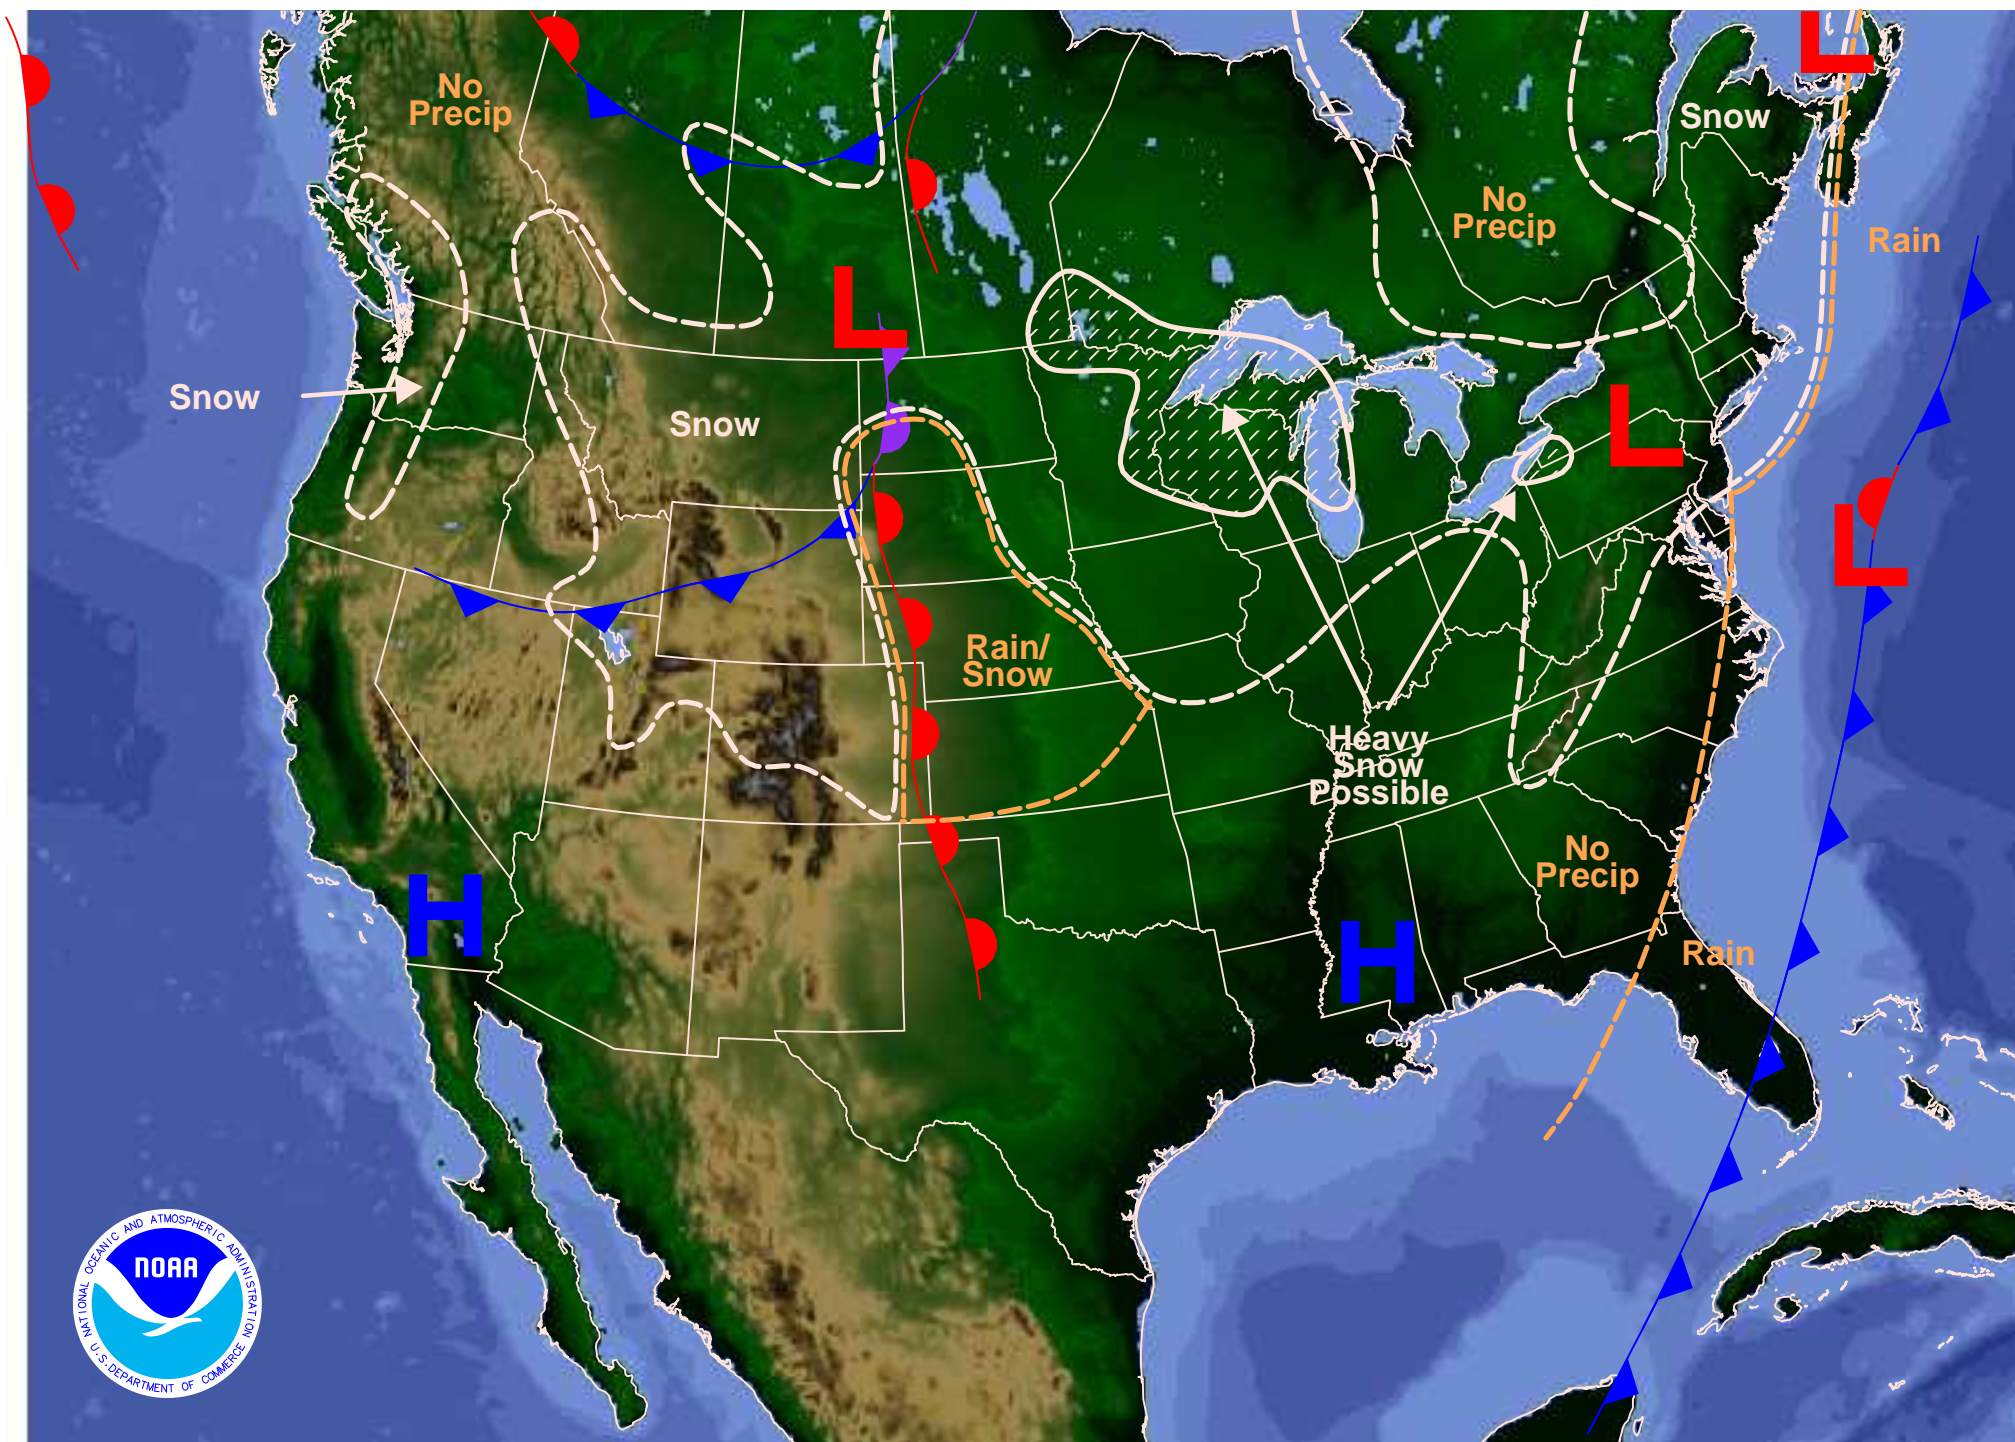 L
No
Precip
Snow
No
Precip
Rain
L
Snow
Snow
L
L
Rain/
Snow
Heavy
Snow
Possible
No
Precip
H
H
Rain
NATIONAL OCEANIC AND ATMOSPHERIC ADMINISTRATION
NOAA
U.S. DEPARTMENT OF COMMERCE